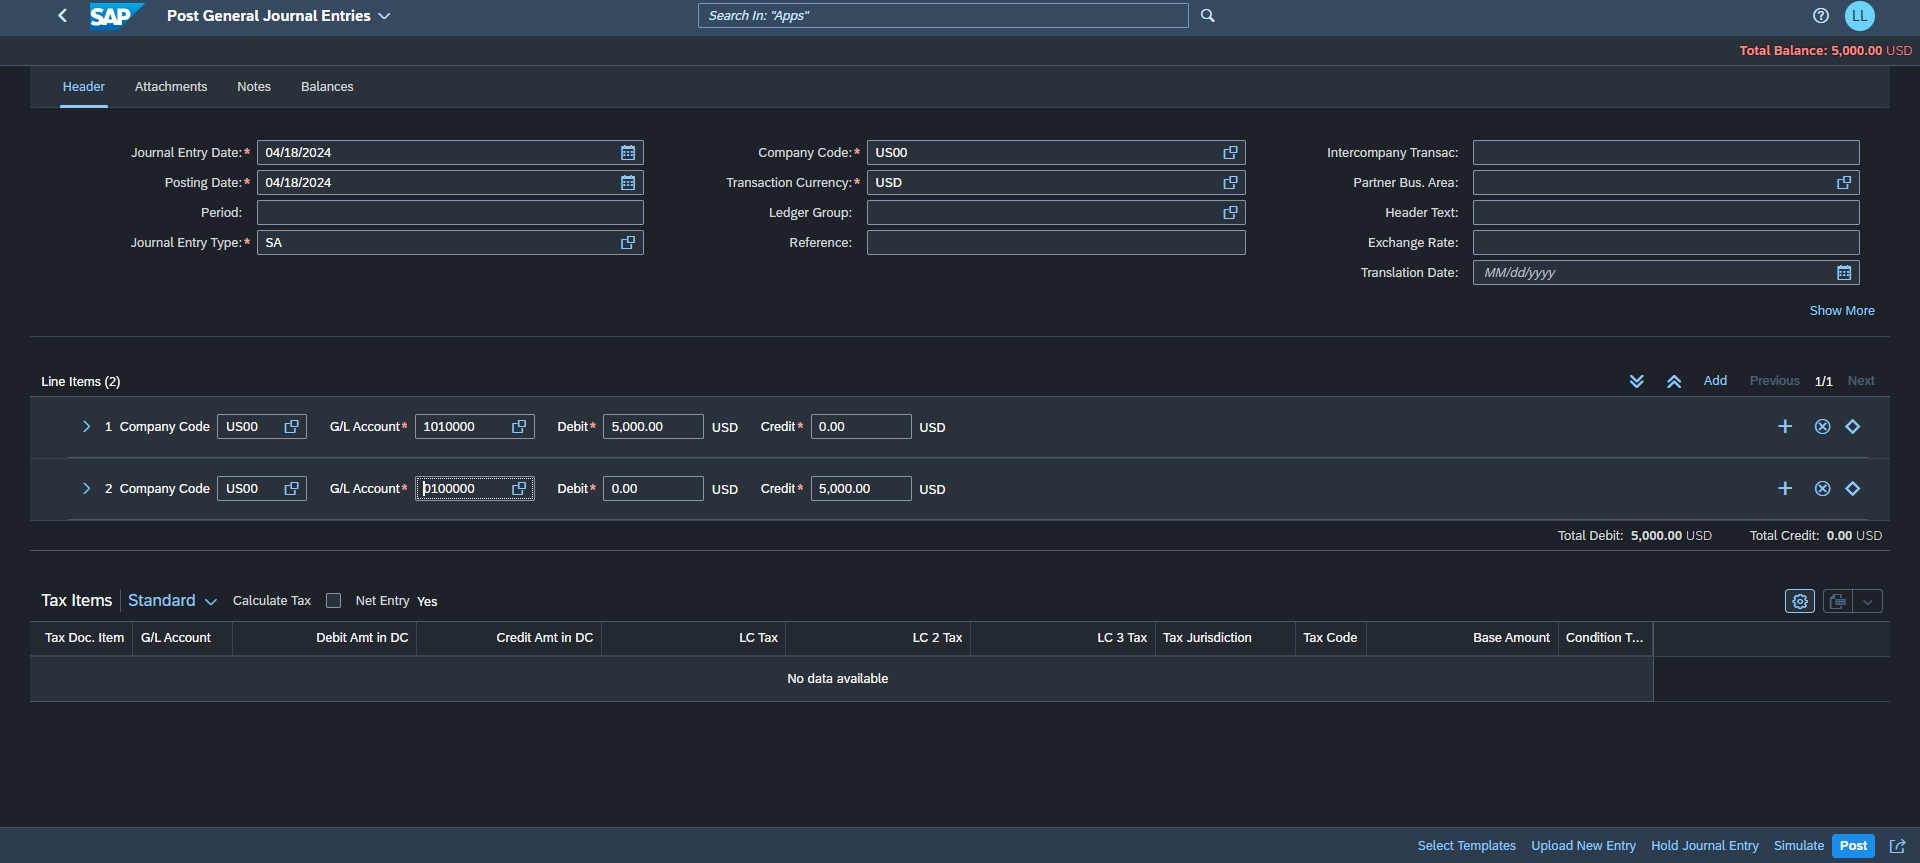 SAP Post General Journal Entries Search In: "Apps" LL
Total Balance: 5,000.00 USD
Header Attachments Notes Balances
Journal Entry Date:* 04/18/2024 Company Code:* US00 Intercompany Transac:
Posting Date:* 04/18/2024 Transaction Currency:* USD Partner Bus. Area:
Period: Ledger Group: Header Text:
Journal Entry Type:* SA Reference: Exchange Rate:
Translation Date: MM/dd/yyyy
Show More
Line Items (2) Add Previous 1/1 Next
1 Company Code US00 G/L Account* 1010000 Debit* 5,000.00 USD Credit* 0.00 USD
2 Company Code US00 G/L Account* 0100000 Debit* 0.00 USD Credit* 5,000.00 USD
Total Debit: 5,000.00 USD Total Credit: 0.00 USD
Tax Items Standard Calculate Tax Net Entry Yes
Tax Doc. Item G/L Account Debit Amt in DC Credit Amt in DC LC Tax LC 2 Tax LC 3 Tax Tax Jurisdiction Tax Code Base Amount Condition T...
No data available
Select Templates Upload New Entry Hold Journal Entry Simulate Post